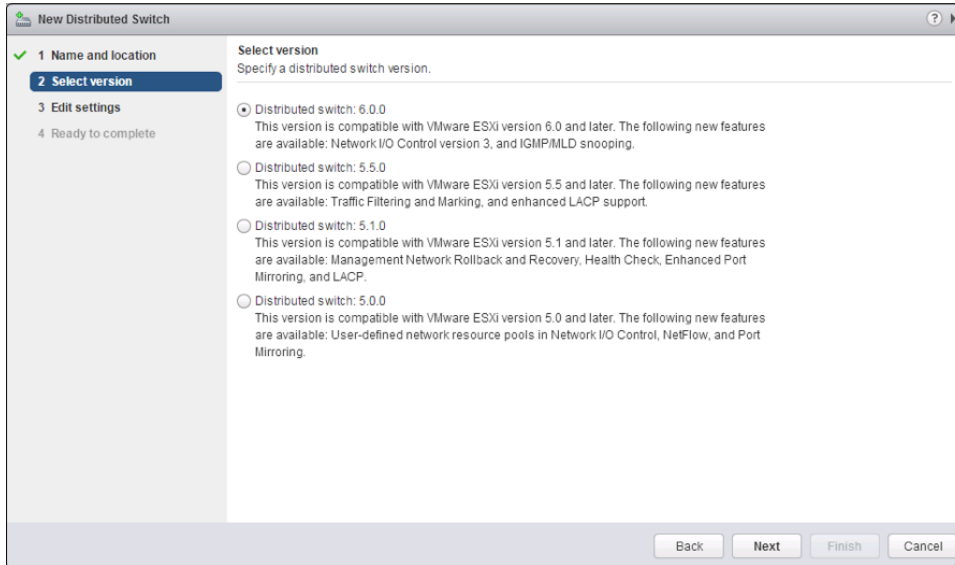 New Distributed Switch
?
1 Name and location
2 Select version
3 Edit settings
4 Ready to complete
Select version
Specify a distributed switch version.
Distributed switch: 6.0.0
This version is compatible with VMware ESXi version 6.0 and later. The following new features
are available: Network I/O Control version 3, and IGMP/MLD snooping.
Distributed switch: 5.5.0
This version is compatible with VMware ESXi version 5.5 and later. The following new features
are available: Traffic Filtering and Marking, and enhanced LACP support.
Distributed switch: 5.1.0
This version is compatible with VMware ESXi version 5.1 and later. The following new features
are available: Management Network Rollback and Recovery, Health Check, Enhanced Port
Mirroring, and LACP.
Distributed switch: 5.0.0
This version is compatible with VMware ESXi version 5.0 and later. The following new features
are available: User-defined network resource pools in Network I/O Control, NetFlow, and Port
Mirroring.
Back Next Finish Cancel